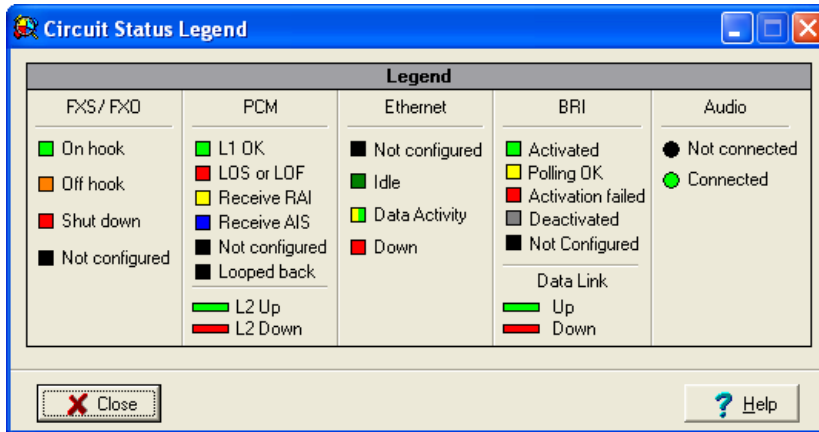 Circuit Status Legend
Legend
FXS/FXO
On hook
Off hook
Shut down
Not configured
PCM
L1 OK
LOS or LOF
Receive RAI
Receive AIS
Not configured
Looped back
L2 Up
L2 Down
Ethernet
Not configured
Idle
Data Activity
Down
BRI
Activated
Polling OK
Activation failed
Deactivated
Not Configured
Data Link
Up
Down
Audio
Not connected
Connected
Close
Help